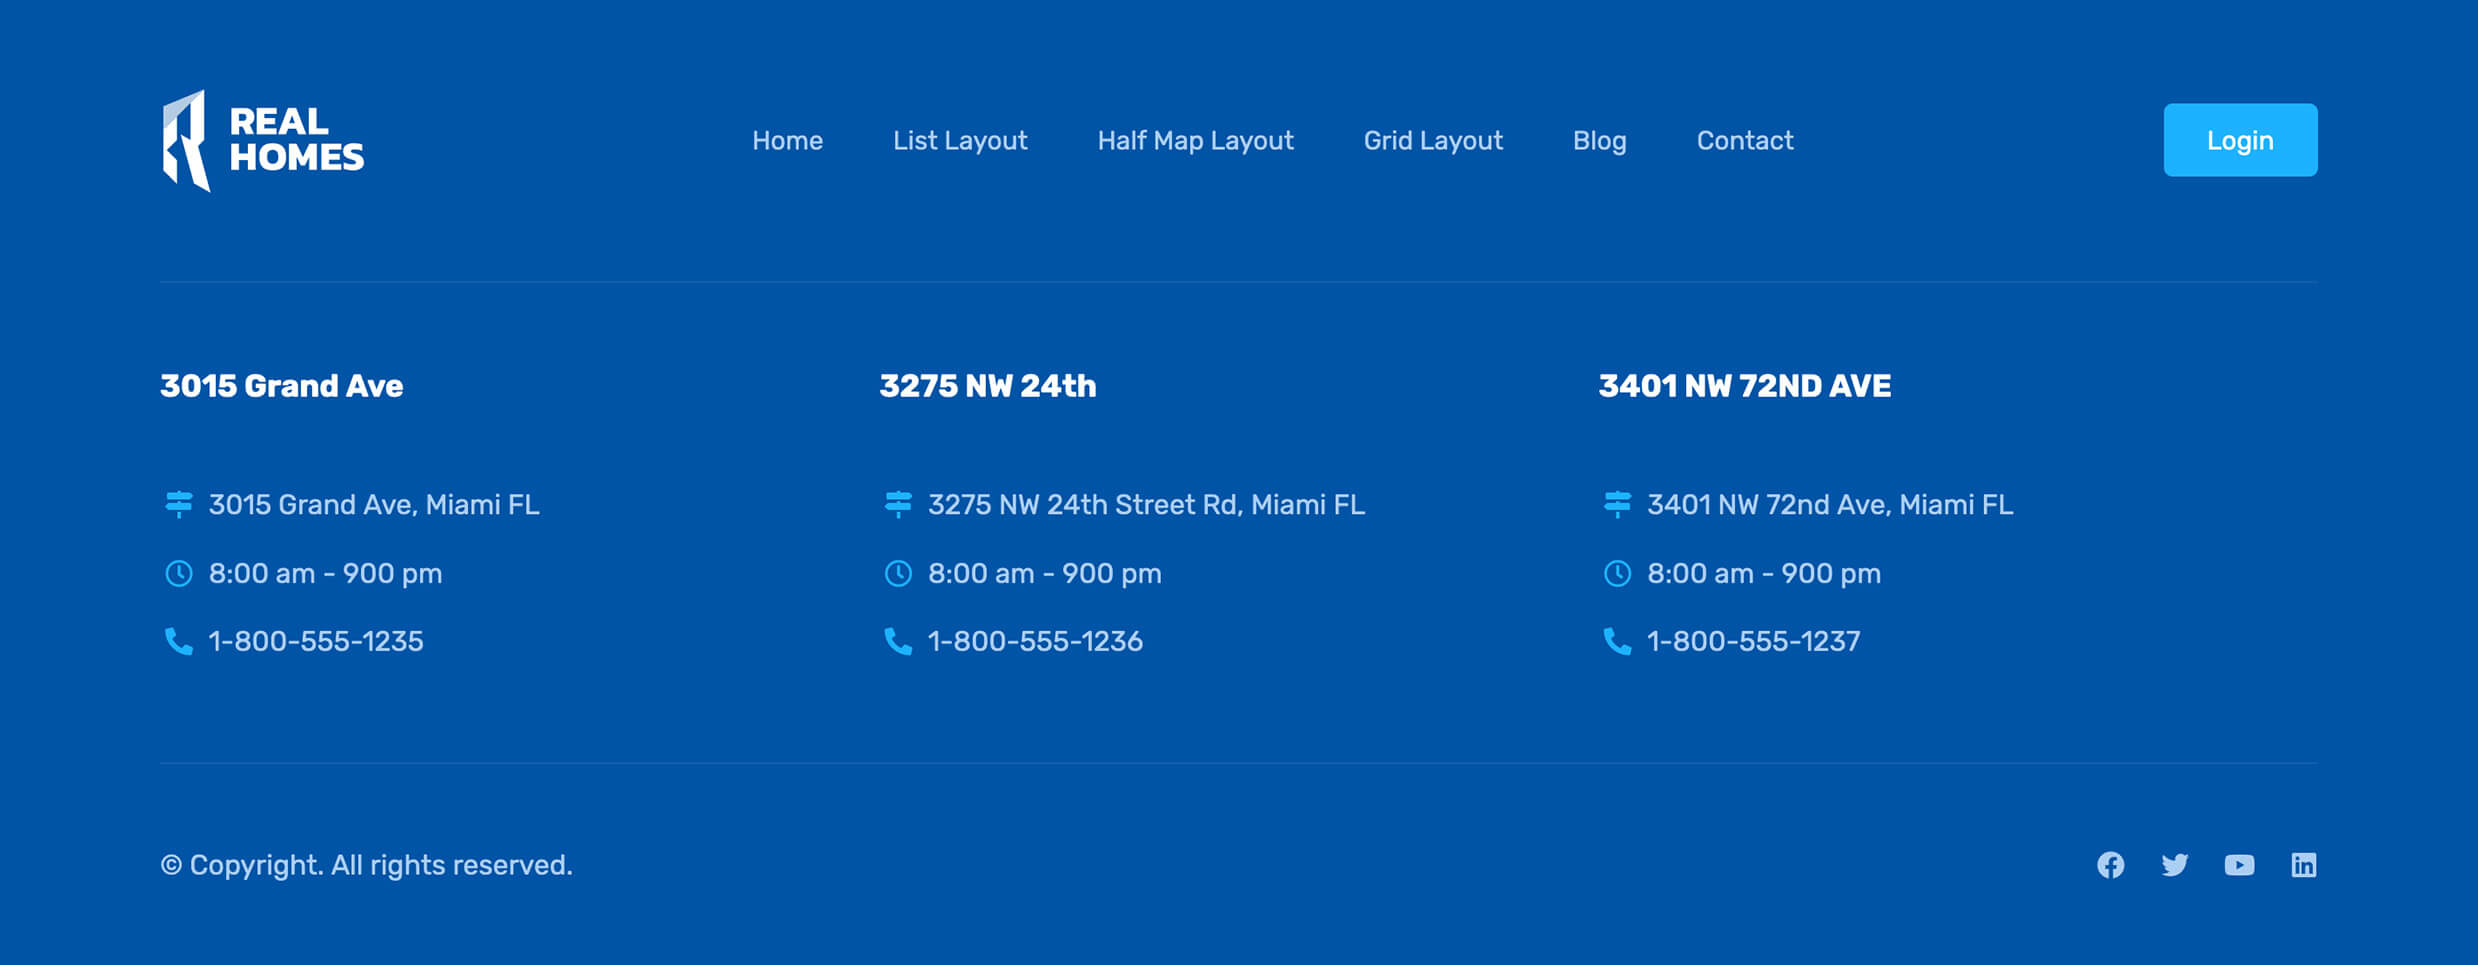 REAL
HOMES
Home List Layout Half Map Layout Grid Layout Blog Contact Login
3015 Grand Ave
3015 Grand Ave, Miami FL
8:00 am - 900 pm
1-800-555-1235
3275 NW 24th
3275 NW 24th Street Rd, Miami FL
8:00 am - 900 pm
1-800-555-1236
3401 NW 72ND AVE
3401 NW 72nd Ave, Miami FL
8:00 am - 900 pm
1-800-555-1237
© Copyright. All rights reserved.